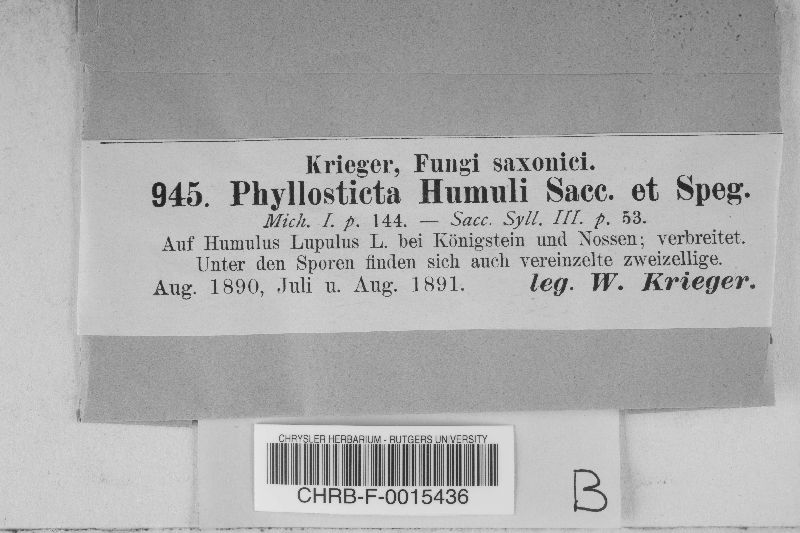 Krieger, Fungi saxonici.
945. Phyllosticta Humuli Sacc. et Speg.
Mich. I. p. 144. — Sacc. Syll. III. p. 53.
Auf Humulus Lupulus L. bei Königstein und Nossen; verbreitet.
Unter den Sporen finden sich auch vereinzelte zweizellige.
Aug. 1890, Juli u. Aug. 1891. leg. W. Krieger.
CHRYSLER HERBARIUM - RUTGERS UNIVERSITY
CHRB-F-0015436
B